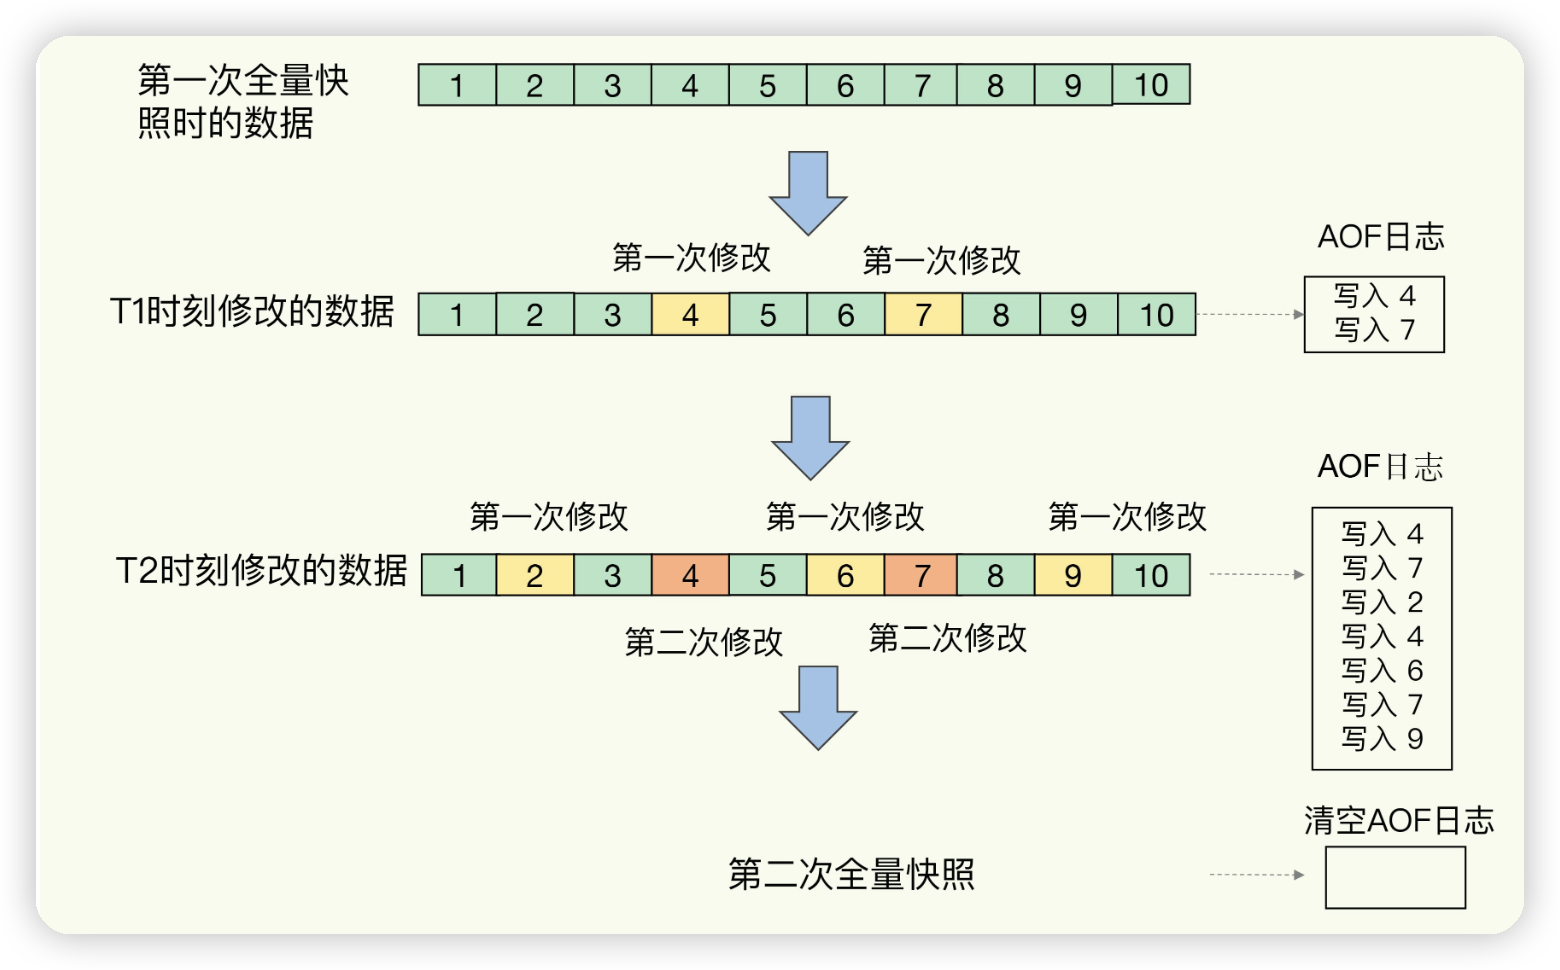 第一次全量快
照时的数据
1 2 3 4 5 6 7 8 9 10
第一次修改 第一次修改
AOF日志
T1时刻修改的数据
1 2 3 4 5 6 7 8 9 10
写入 4
写入 7
第一次修改 第一次修改 第一次修改
AOF日志
T2时刻修改的数据
1 2 3 4 5 6 7 8 9 10
第二次修改 第二次修改
写入 4
写入 7
写入 2
写入 4
写入 6
写入 7
写入 9
清空AOF日志
第二次全量快照